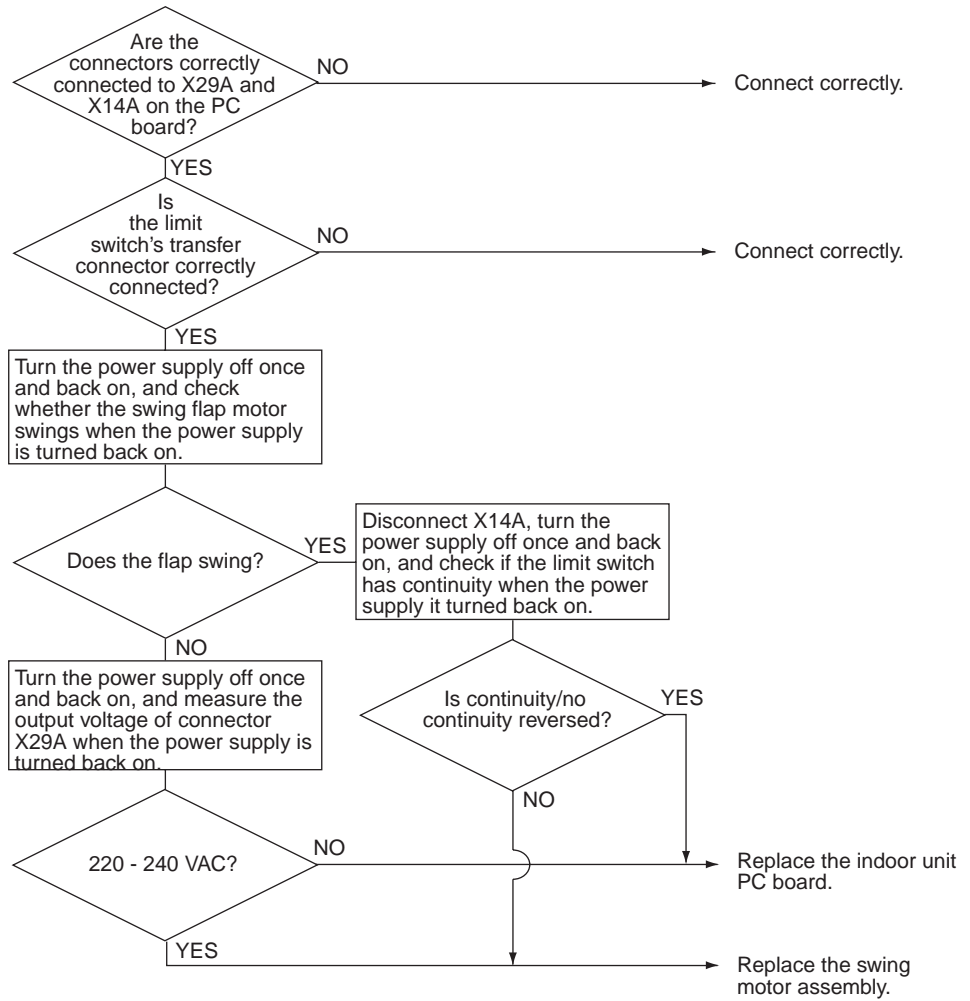 Are the
connectors correctly
connected to X29A and
X14A on the PC
board?
NO
Connect correctly.
YES
Is
the limit
switch's transfer
connector correctly
connected?
NO
Connect correctly.
YES
Turn the power supply off once
and back on, and check
whether the swing flap motor
swings when the power supply
is turned back on.
Does the flap swing?
YES
Disconnect X14A, turn the
power supply off once and back
on, and check if the limit switch
has continuity when the power
supply it turned back on.
NO
Turn the power supply off once
and back on, and measure the
output voltage of connector
X29A when the power supply is
turned back on.
Is continuity/no
continuity reversed?
YES
NO
220 - 240 VAC?
NO
Replace the indoor unit
PC board.
YES
Replace the swing
motor assembly.